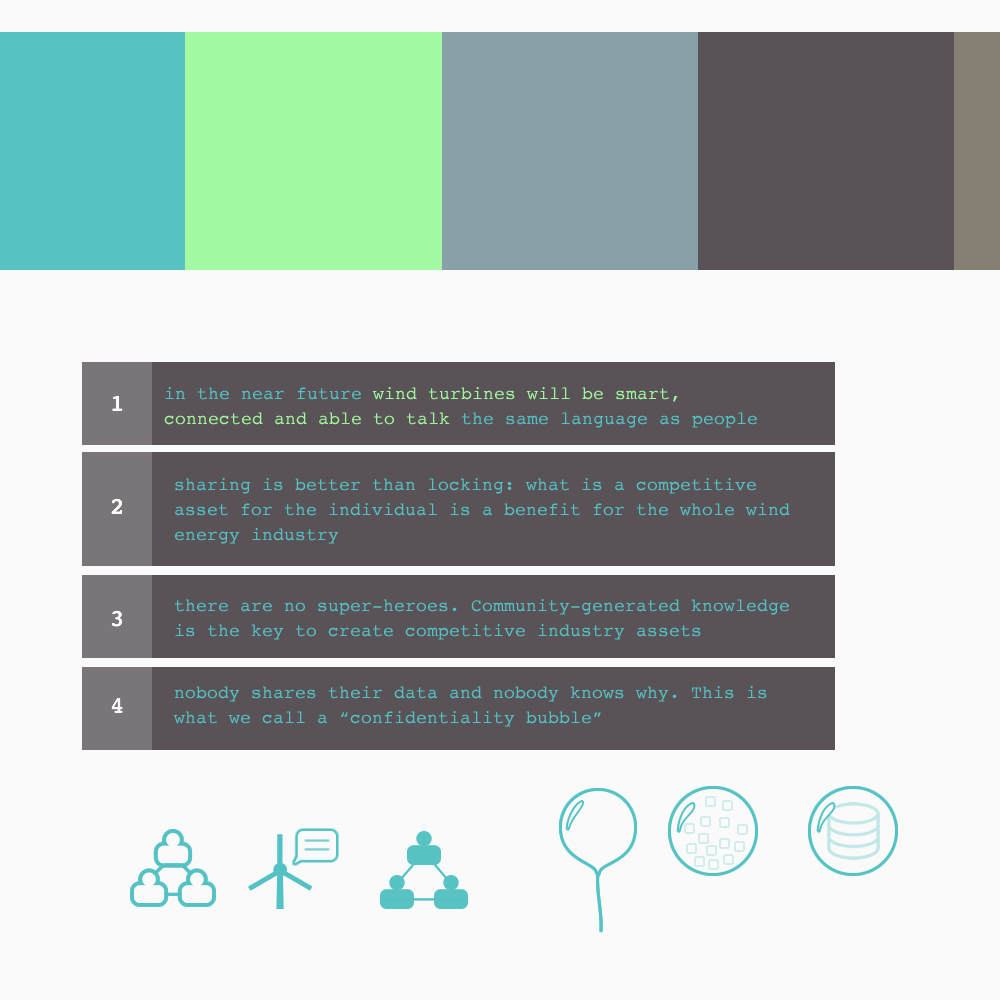 1
in the near future wind turbines will be smart,
connected and able to talk the same language as people
2
sharing is better than locking: what is a competitive
asset for the individual is a benefit for the whole wind
energy industry
3
there are no super-heroes. Community-generated knowledge
is the key to create competitive industry assets
4
nobody shares their data and nobody knows why. This is
what we call a “confidentiality bubble”